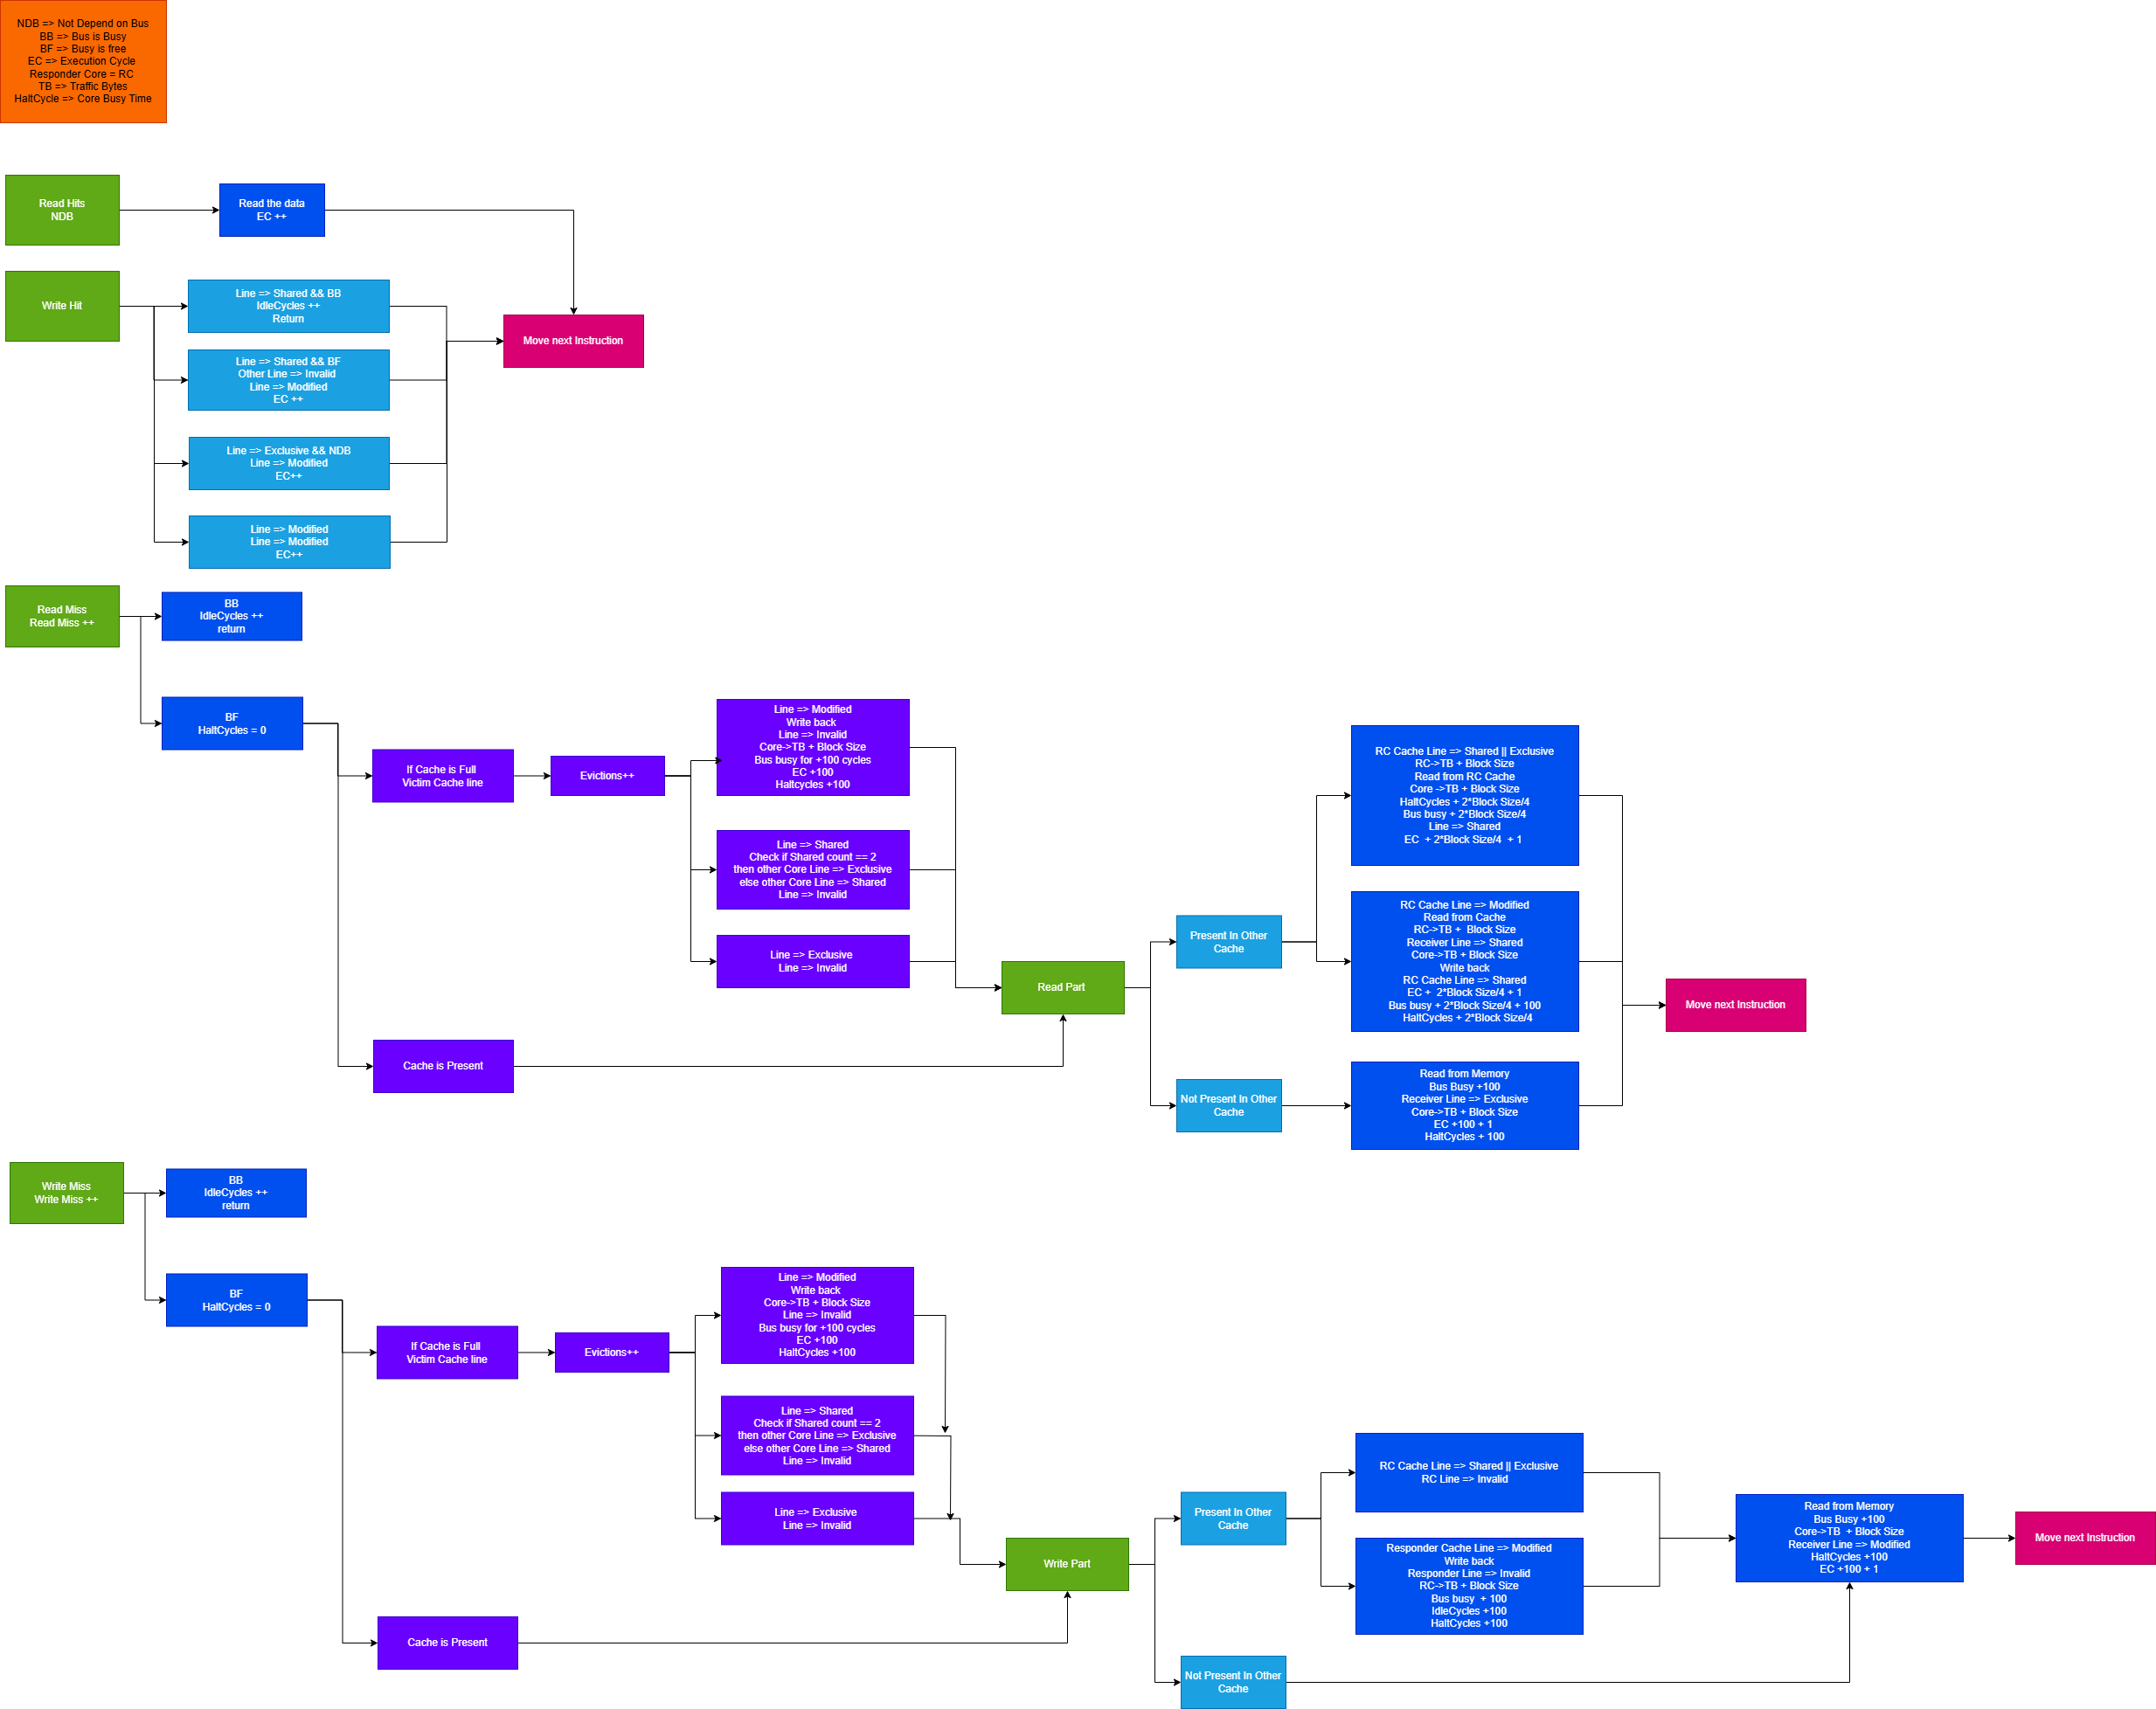 NDB => Not Depend on Bus
BB => Bus is Busy
BF => Busy is free
EC => Execution Cycle
Responder Core = RC
TB => Traffic Bytes
HaltCycle => Core Busy Time
Read Hits
NDB
Read the data
EC ++
Write Hit
Line => Shared && BB
IdleCycles ++
Return
Line => Shared && BF
Other Line => Invalid
Line => Modified
EC ++
Line => Exclusive && NDB
Line => Modified
EC++
Line => Modified
Line => Modified
EC++
Move next Instruction
Read Miss
Read Miss ++
BB
IdleCycles ++
return
BF
HaltCycles = 0
If Cache is Full
Victim Cache line
Evictions++
Line => Modified
Write back
Line => Invalid
Core->TB + Block Size
Bus busy for +100 cycles
EC +100
Haltcycles +100
Line => Shared
Check if Shared count == 2
then other Core Line => Exclusive
else other Core Line => Shared
Line => Invalid
Line => Exclusive
Line => Invalid
Cache is Present
Read Part
Present In Other
Cache
Not Present In Other
Cache
RC Cache Line => Shared || Exclusive
RC->TB + Block Size
Read from RC Cache
Core ->TB + Block Size
HaltCycles + 2*Block Size/4
Bus busy + 2*Block Size/4
Line => Shared
EC + 2*Block Size/4 + 1
RC Cache Line => Modified
Read from Cache
RC->TB + Block Size
Receiver Line => Shared
Core->TB + Block Size
Write back
RC Cache Line => Shared
EC + 2*Block Size/4 + 1
Bus busy + 2*Block Size/4 + 100
HaltCycles + 2*Block Size/4
Read from Memory
Bus Busy +100
Receiver Line => Exclusive
Core->TB + Block Size
EC +100 + 1
HaltCycles + 100
Move next Instruction
Write Miss
Write Miss ++
BB
IdleCycles ++
return
BF
HaltCycles = 0
If Cache is Full
Victim Cache line
Evictions++
Line => Modified
Write back
Core->TB + Block Size
Line => Invalid
Bus busy for +100 cycles
EC +100
HaltCycles +100
Line => Shared
Check if Shared count == 2
then other Core Line => Exclusive
else other Core Line => Shared
Line => Invalid
Line => Exclusive
Line => Invalid
Cache is Present
Write Part
Present In Other
Cache
Not Present In Other
Cache
RC Cache Line => Shared || Exclusive
RC Line => Invalid
Responder Cache Line => Modified
Write back
Responder Line => Invalid
RC->TB + Block Size
Bus busy + 100
IdleCycles +100
HaltCycles +100
Read from Memory
Bus Busy +100
Core->TB + Block Size
Receiver Line => Modified
HaltCycles +100
EC +100 + 1
Move next Instruction